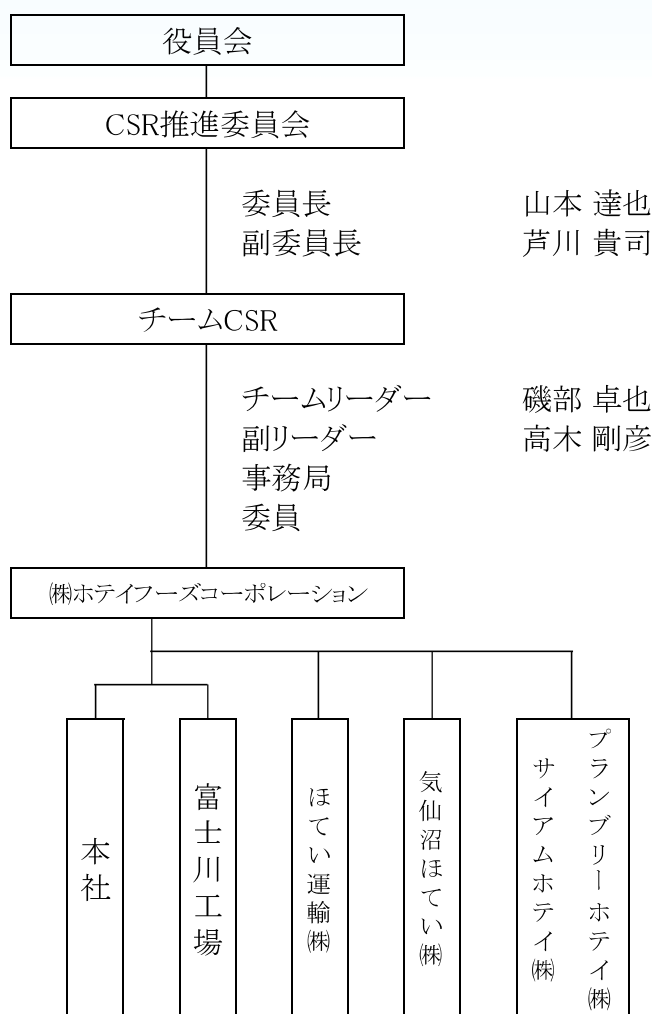 役員会
CSR推進委員会
委員長 山本 達也
副委員長 芦川 貴司
チームCSR
チームリーダー 磯部 卓也
副リーダー 高木 剛彦
事務局
委員
㈱ホテイフーズコーポレーション
本社
富士川工場
ほてい運輸㈱
気仙沼ほてい㈱
プランブリーホテイ㈱
サイアムホテイ㈱